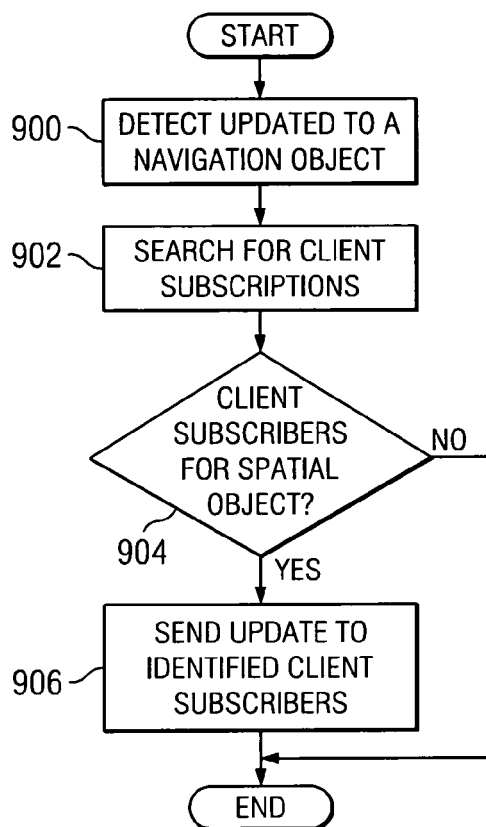 START
900
DETECT UPDATED TO A
NAVIGATION OBJECT
902
SEARCH FOR CLIENT
SUBSCRIPTIONS
CLIENT
SUBSCRIBERS
FOR SPATIAL
OBJECT?
NO
904
YES
906
SEND UPDATE TO
IDENTIFIED CLIENT
SUBSCRIBERS
END